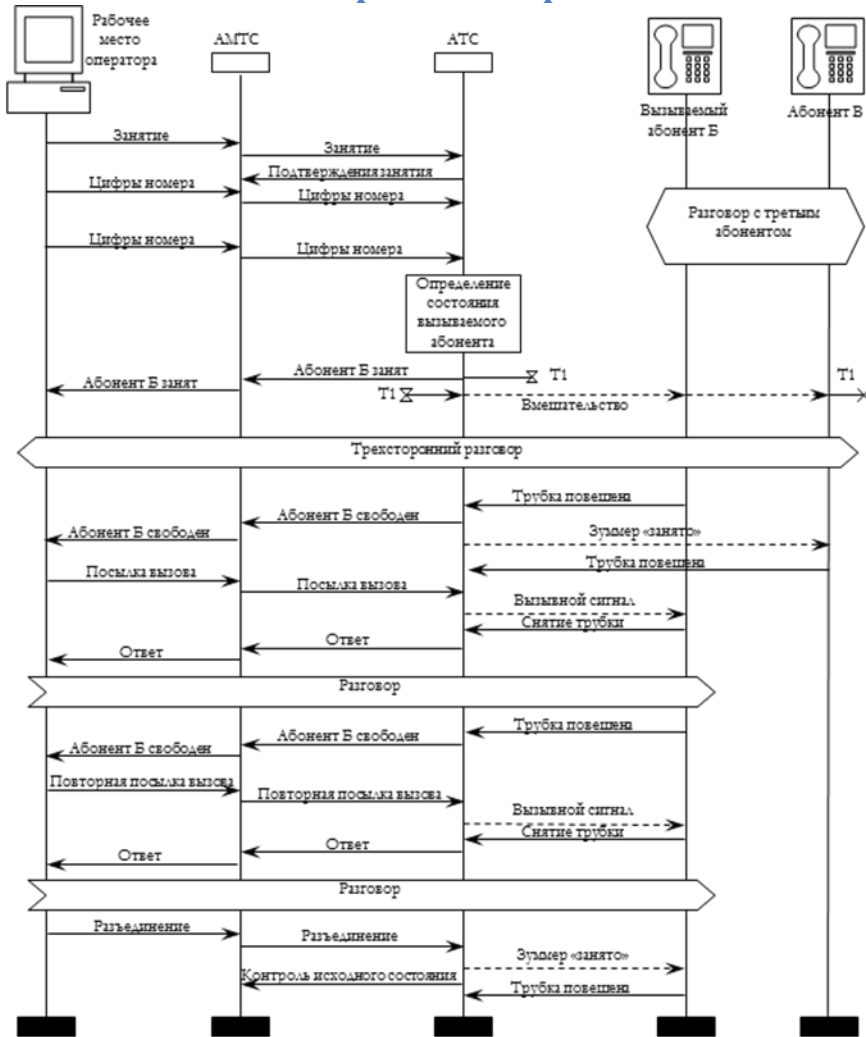 Рабочее
место
оператора
АМТС
АТС
Вызываемый
абонент Б
Абонент В
Занятие
Занятие
Подтверждения занятия
Цифры номера
Цифры номера
Разговор с третьим
абонентом
Цифры номера
Цифры номера
Определение
состояния
вызываемого
абонента
Абонент Б занят
Т1
Т1
Абонент Б занят
Т1
Вмешательство
Трехсторонний разговор
Трубка повешена
Абонент Б свободен
Абонент Б свободен
Зуммер «занято»
Трубка повешена
Посылка вызова
Посылка вызова
Вызывной сигнал
Снятие трубки
Ответ
Ответ
Разговор
Трубка повешена
Абонент Б свободен
Абонент Б свободен
Повторная посылка вызова
Повторная посылка вызова
Вызывной сигнал
Снятие трубки
Ответ
Ответ
Разговор
Разъединение
Разъединение
Зуммер «занято»
Контроль исходного состояния
Трубка повешена